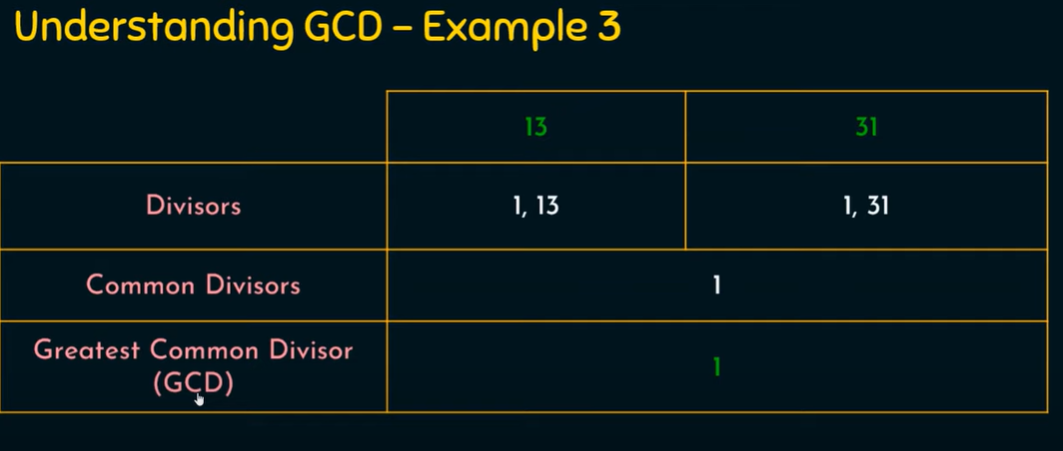 Understanding GCD – Example 3
13 31
Divisors 1, 13 1, 31
Common Divisors 1
Greatest Common Divisor
(GCD) 1